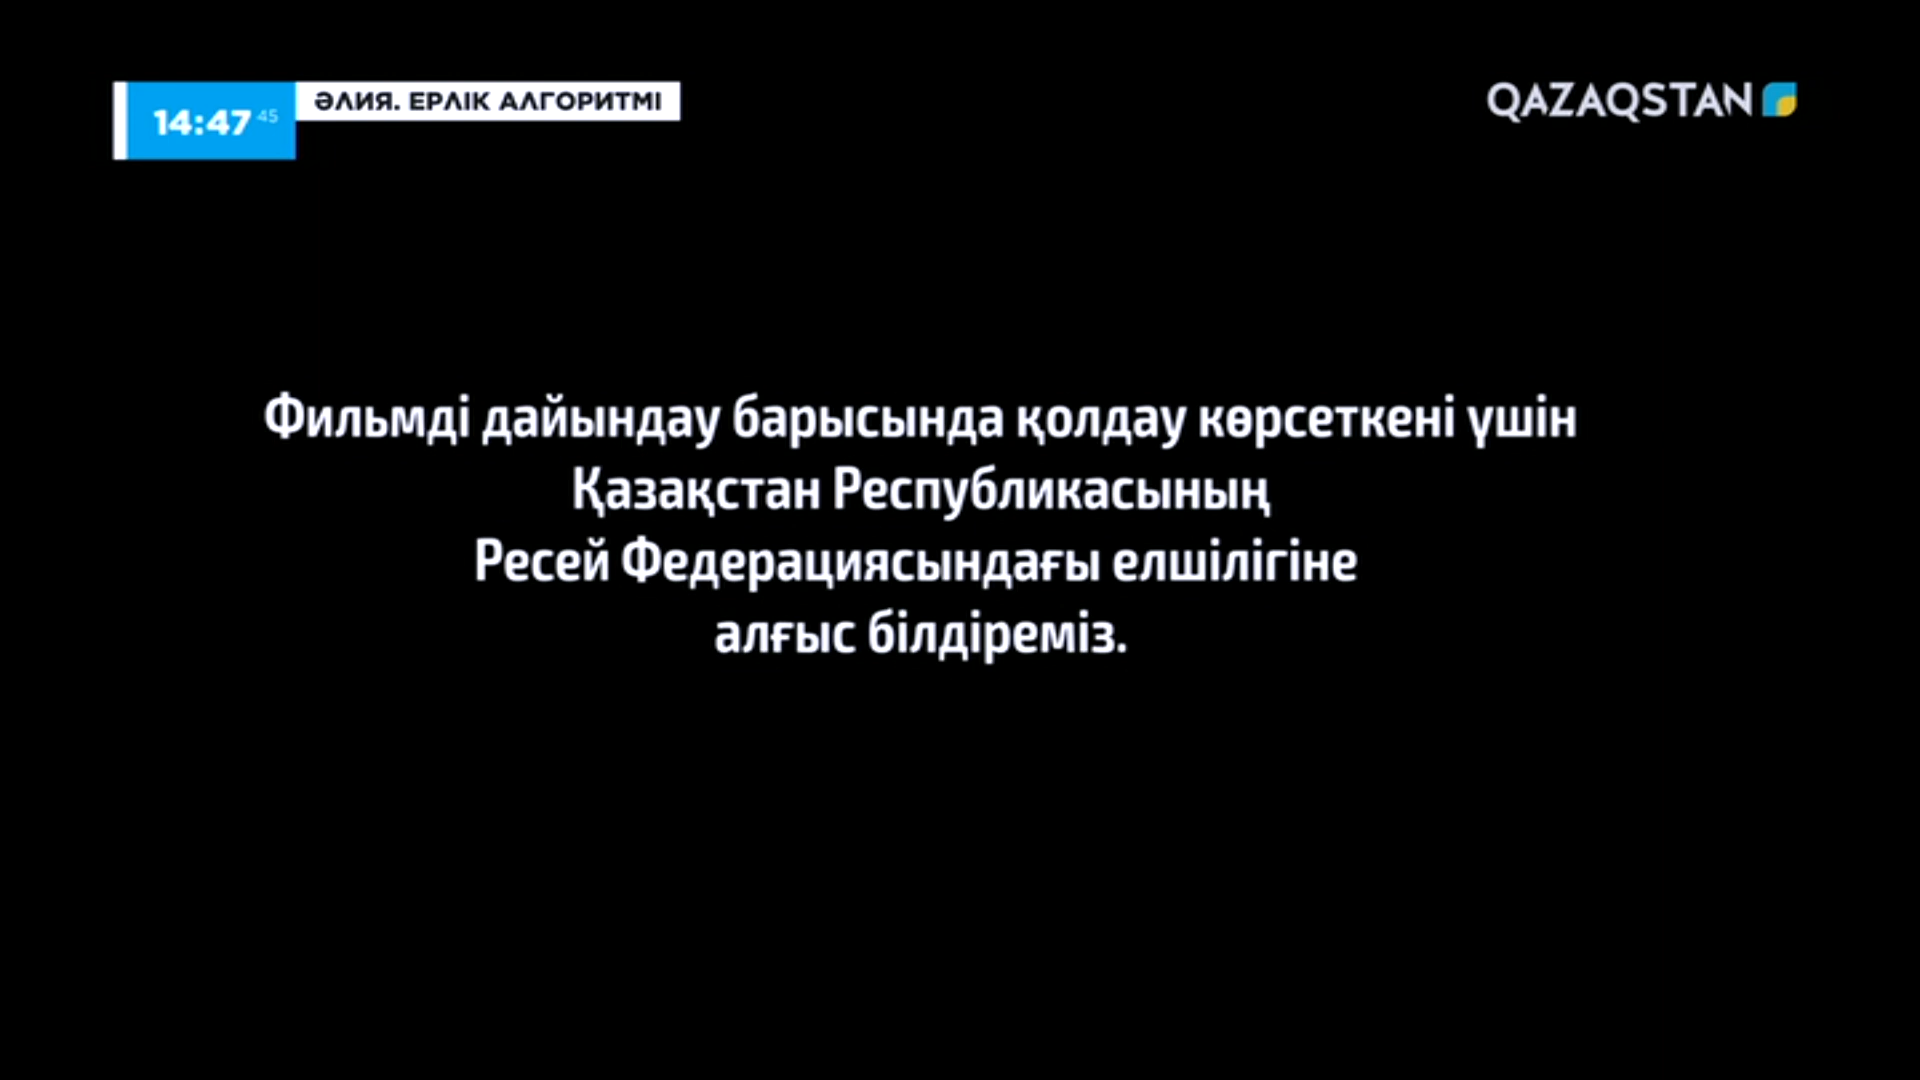 14:47 45
ӘЛИЯ. ЕРЛІК АЛГОРИТМІ
QAZAQSTAN
Фильмді дайындау барысында қолдау көрсеткені үшін
Қазақстан Республикасының
Ресей Федерациясындағы елшілігіне
алғыс білдіреміз.